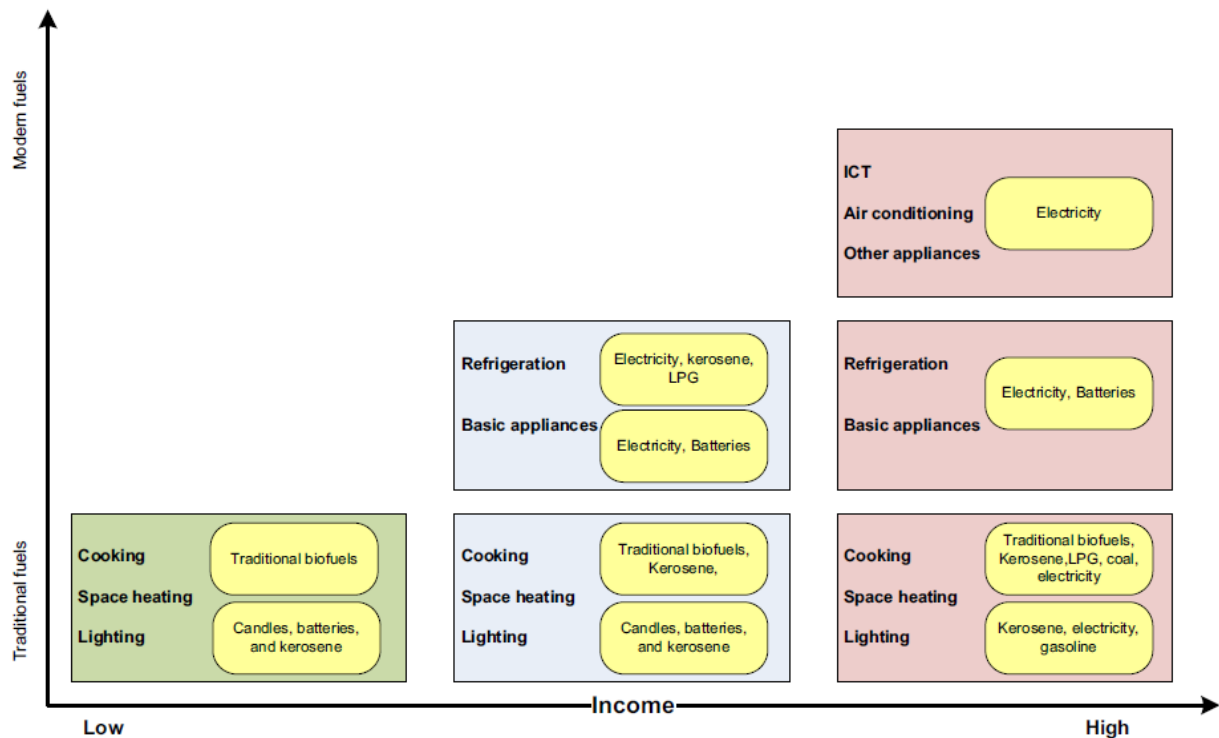 Modern fuels
ICT
Air conditioning
Other appliances
Electricity
Refrigeration
Basic appliances
Electricity, kerosene,
LPG
Electricity, Batteries
Refrigeration
Basic appliances
Electricity, Batteries
Traditional fuels
Cooking
Space heating
Lighting
Traditional biofuels
Candles, batteries,
and kerosene
Cooking
Space heating
Lighting
Traditional biofuels,
Kerosene,
Candles, batteries,
and kerosene
Cooking
Space heating
Lighting
Traditional biofuels,
Kerosene,LPG, coal,
electricity
Kerosene, electricity,
gasoline
Low
Income
High